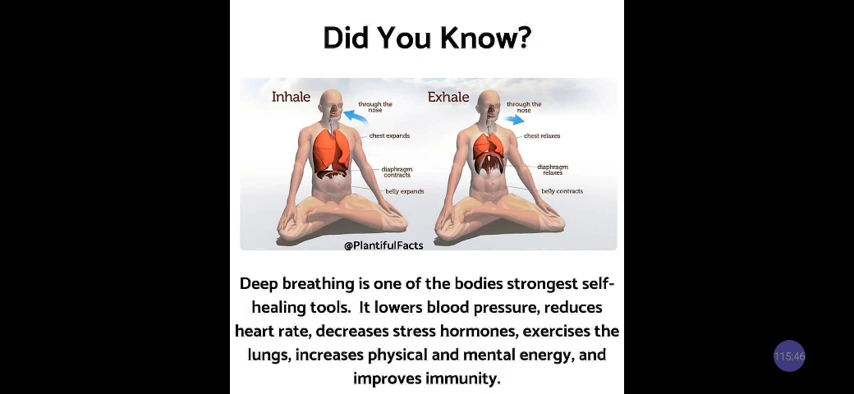 Did You Know?
Inhale
through the
nose
chest expands
diaphragm
contracts
belly expands
Exhale
through the
nose
chest relaxes
diaphragm
relaxes
belly contracts
@PlantifulFacts
Deep breathing is one of the bodies strongest self-
healing tools. It lowers blood pressure, reduces
heart rate, decreases stress hormones, exercises the
lungs, increases physical and mental energy, and
improves immunity.
115:46